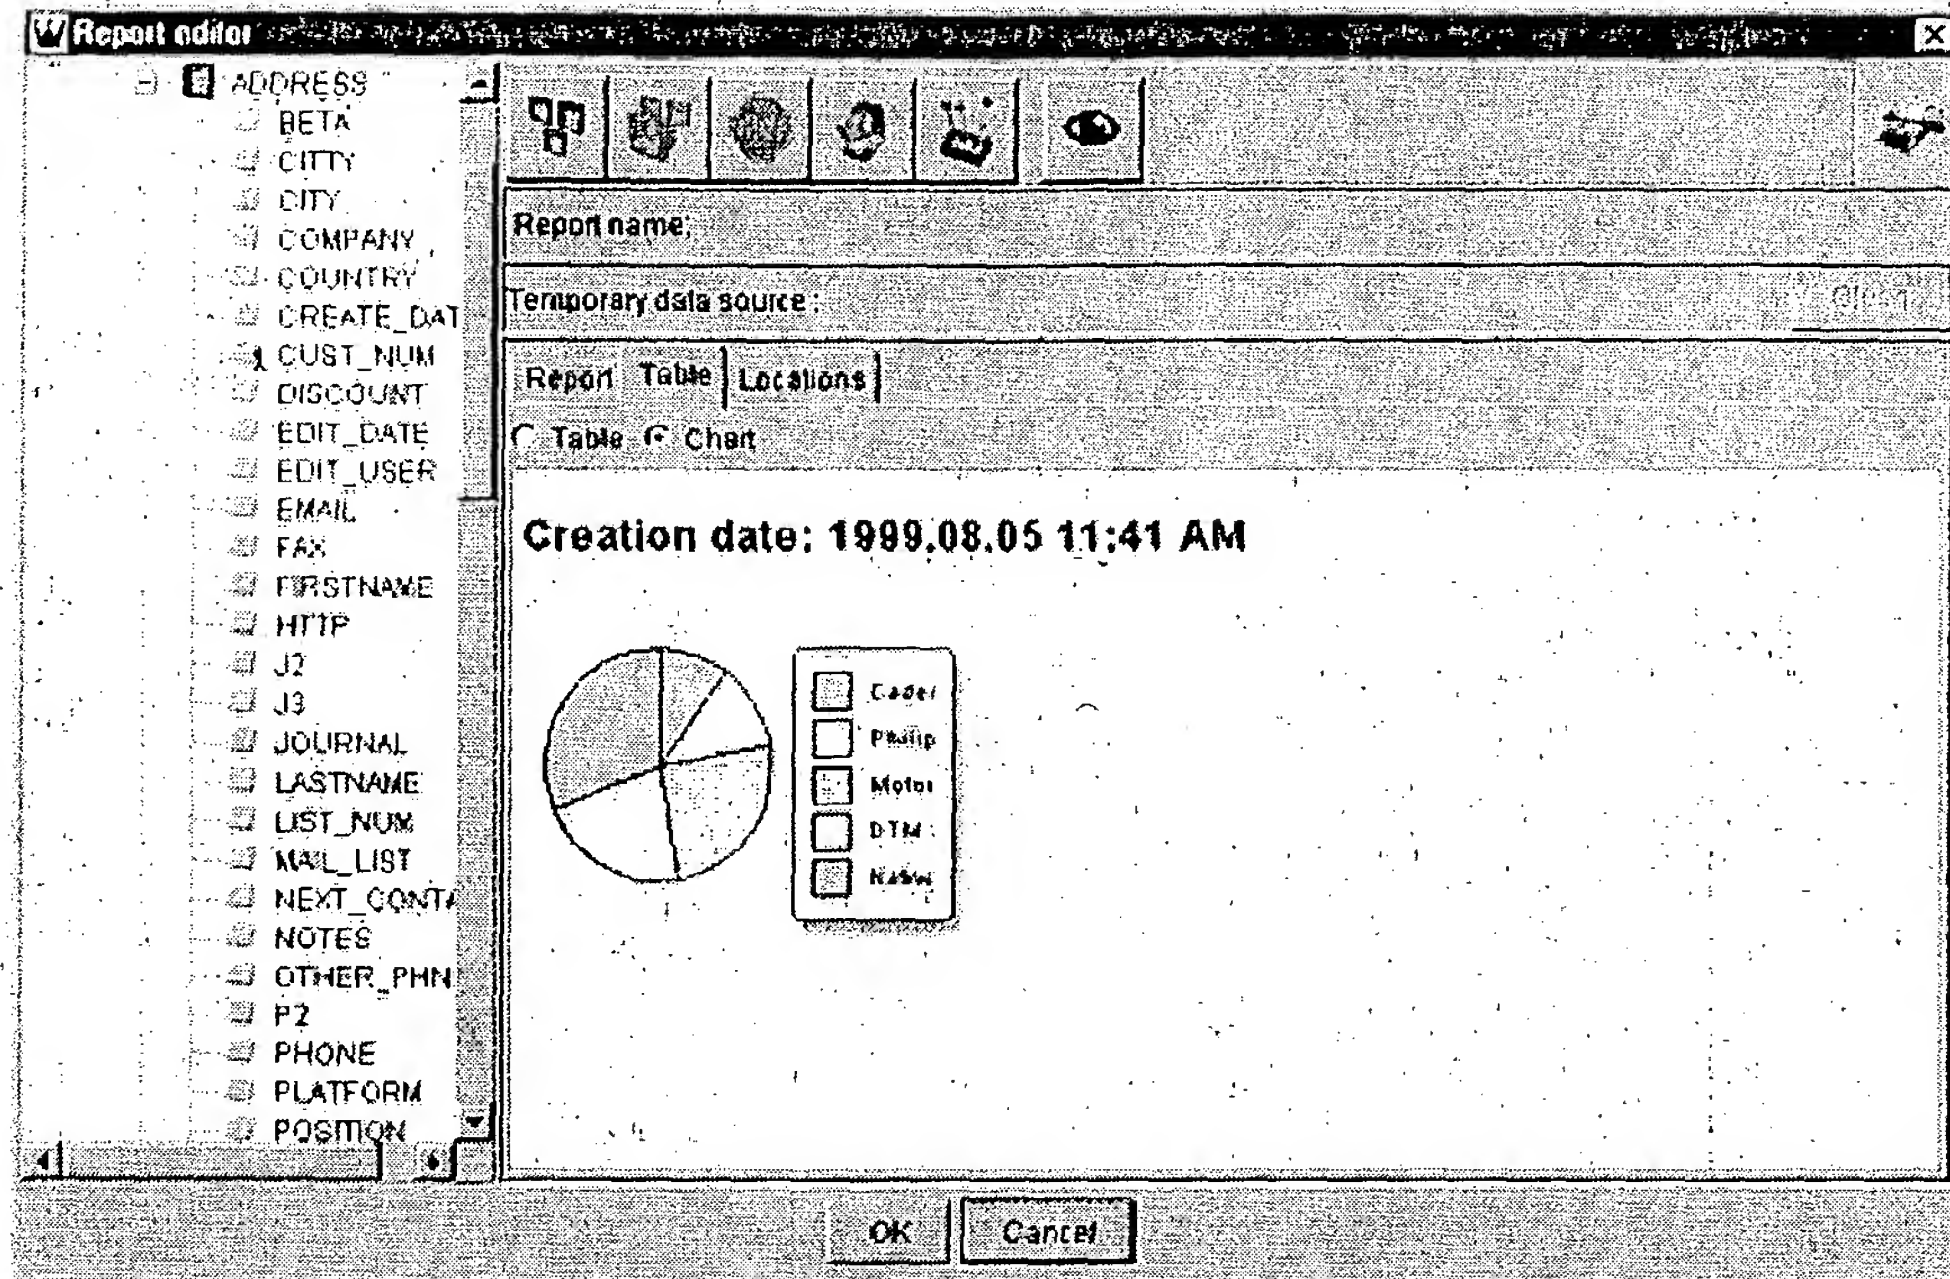 Report editor
ADDRESS
BETA
CITTY
CITY
COMPANY
COUNTRY
CREATE_DAT
CUST_NUM
DISCOUNT
EDIT_DATE
EDIT_USER
EMAIL
FAX
FIRSTNAME
HTTP
J2
J3
JOURNAL
LASTNAME
LIST_NUM
MAIL_LIST
NEXT_CONTA
NOTES
OTHER_PHN
P2
PHONE
PLATFORM
POSITION
Report name:
Temporary data source :
Report Table Locations
Table Chart
Creation date: 1999.08.05 11:41 AM
Philip
Motor
DTM
OK Cancel